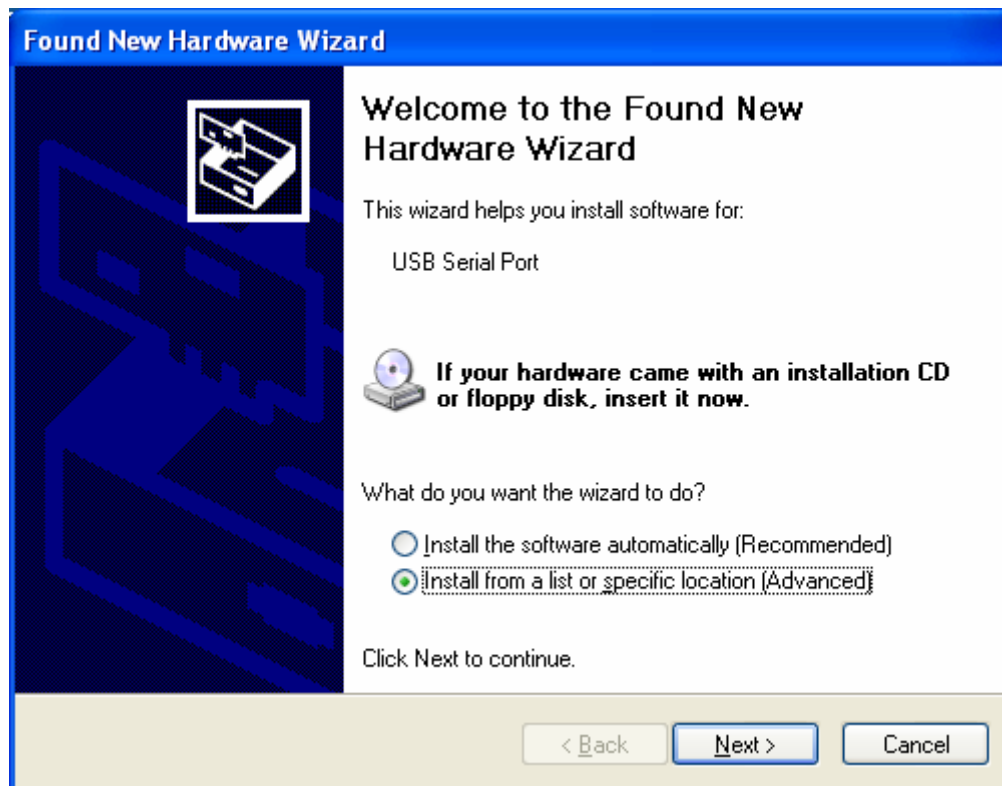 Found New Hardware Wizard
Welcome to the Found New
Hardware Wizard
This wizard helps you install software for:
USB Serial Port
If your hardware came with an installation CD
or floppy disk, insert it now.
What do you want the wizard to do?
Install the software automatically (Recommended)
Install from a list or specific location (Advanced)
Click Next to continue.
< Back Next > Cancel